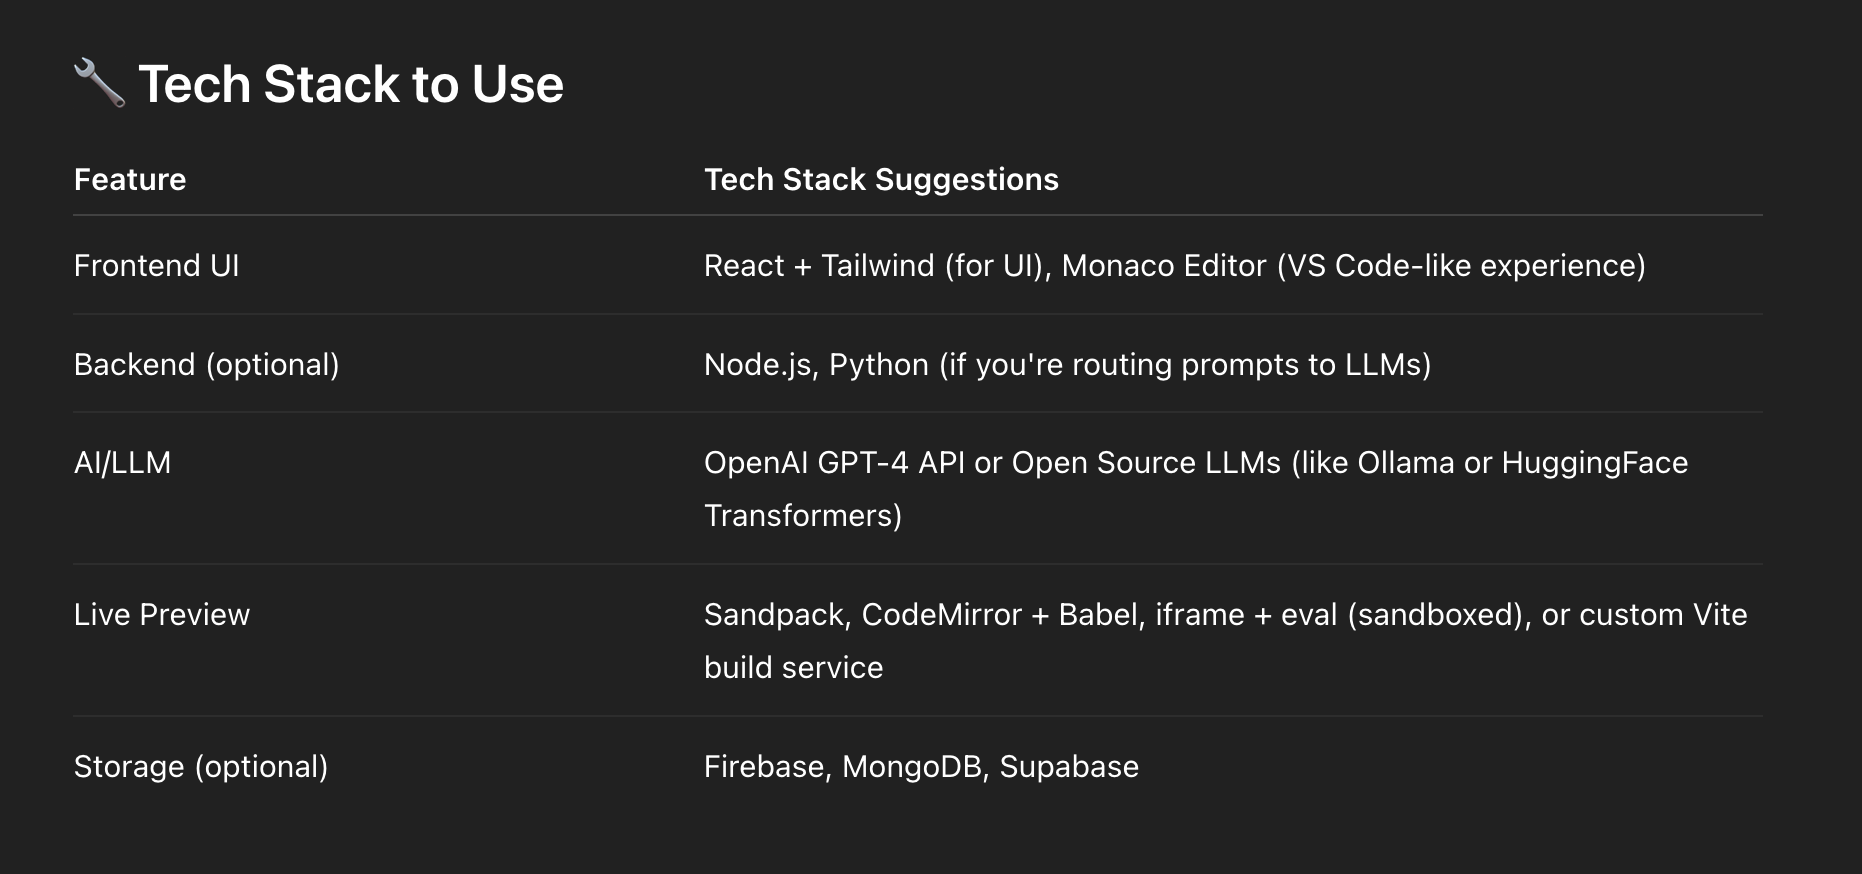 🔧 Tech Stack to Use
Feature Tech Stack Suggestions
Frontend UI React + Tailwind (for UI), Monaco Editor (VS Code-like experience)
Backend (optional) Node.js, Python (if you're routing prompts to LLMs)
AI/LLM OpenAI GPT-4 API or Open Source LLMs (like Ollama or HuggingFace
Transformers)
Live Preview Sandpack, CodeMirror + Babel, iframe + eval (sandboxed), or custom Vite
build service
Storage (optional) Firebase, MongoDB, Supabase